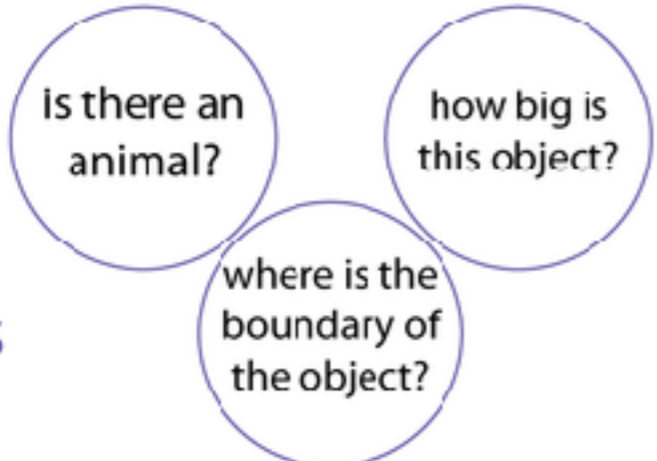 is there an
animal?
how big is
this object?
where is the
boundary of
the object?